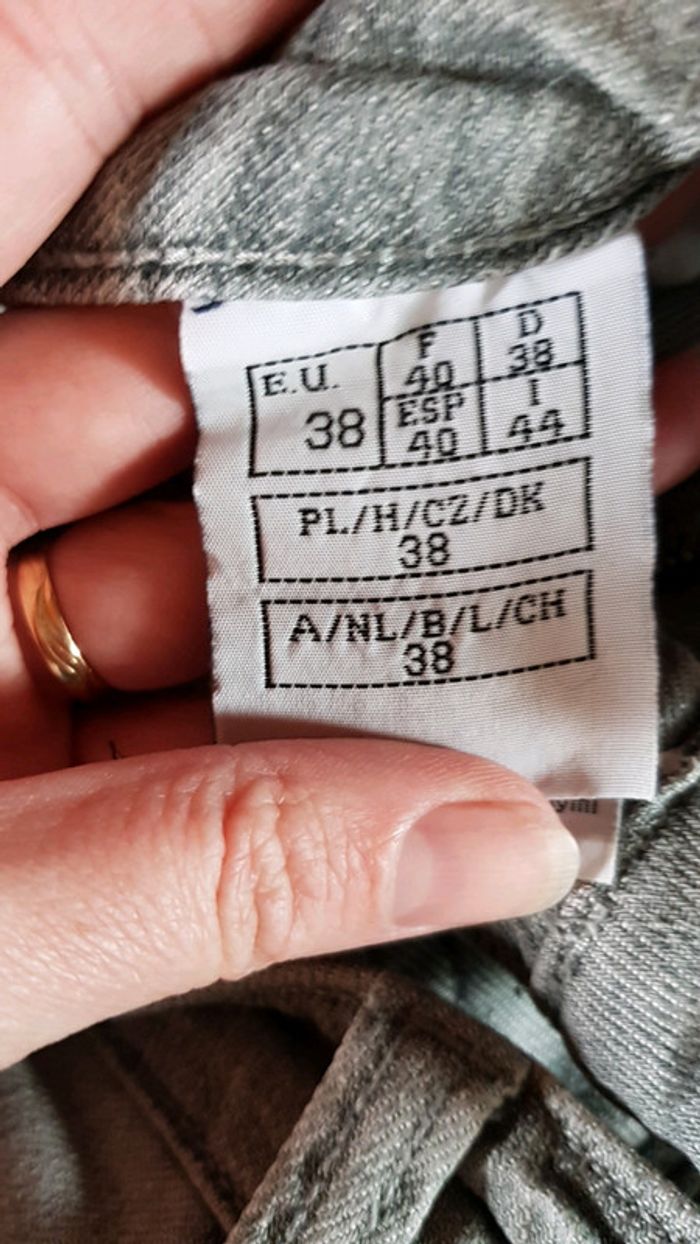 E.U.
38
F
40
D
38
ESP
40
I
44
PL/H/CZ/DK
38
A/NL/B/L/CH
38